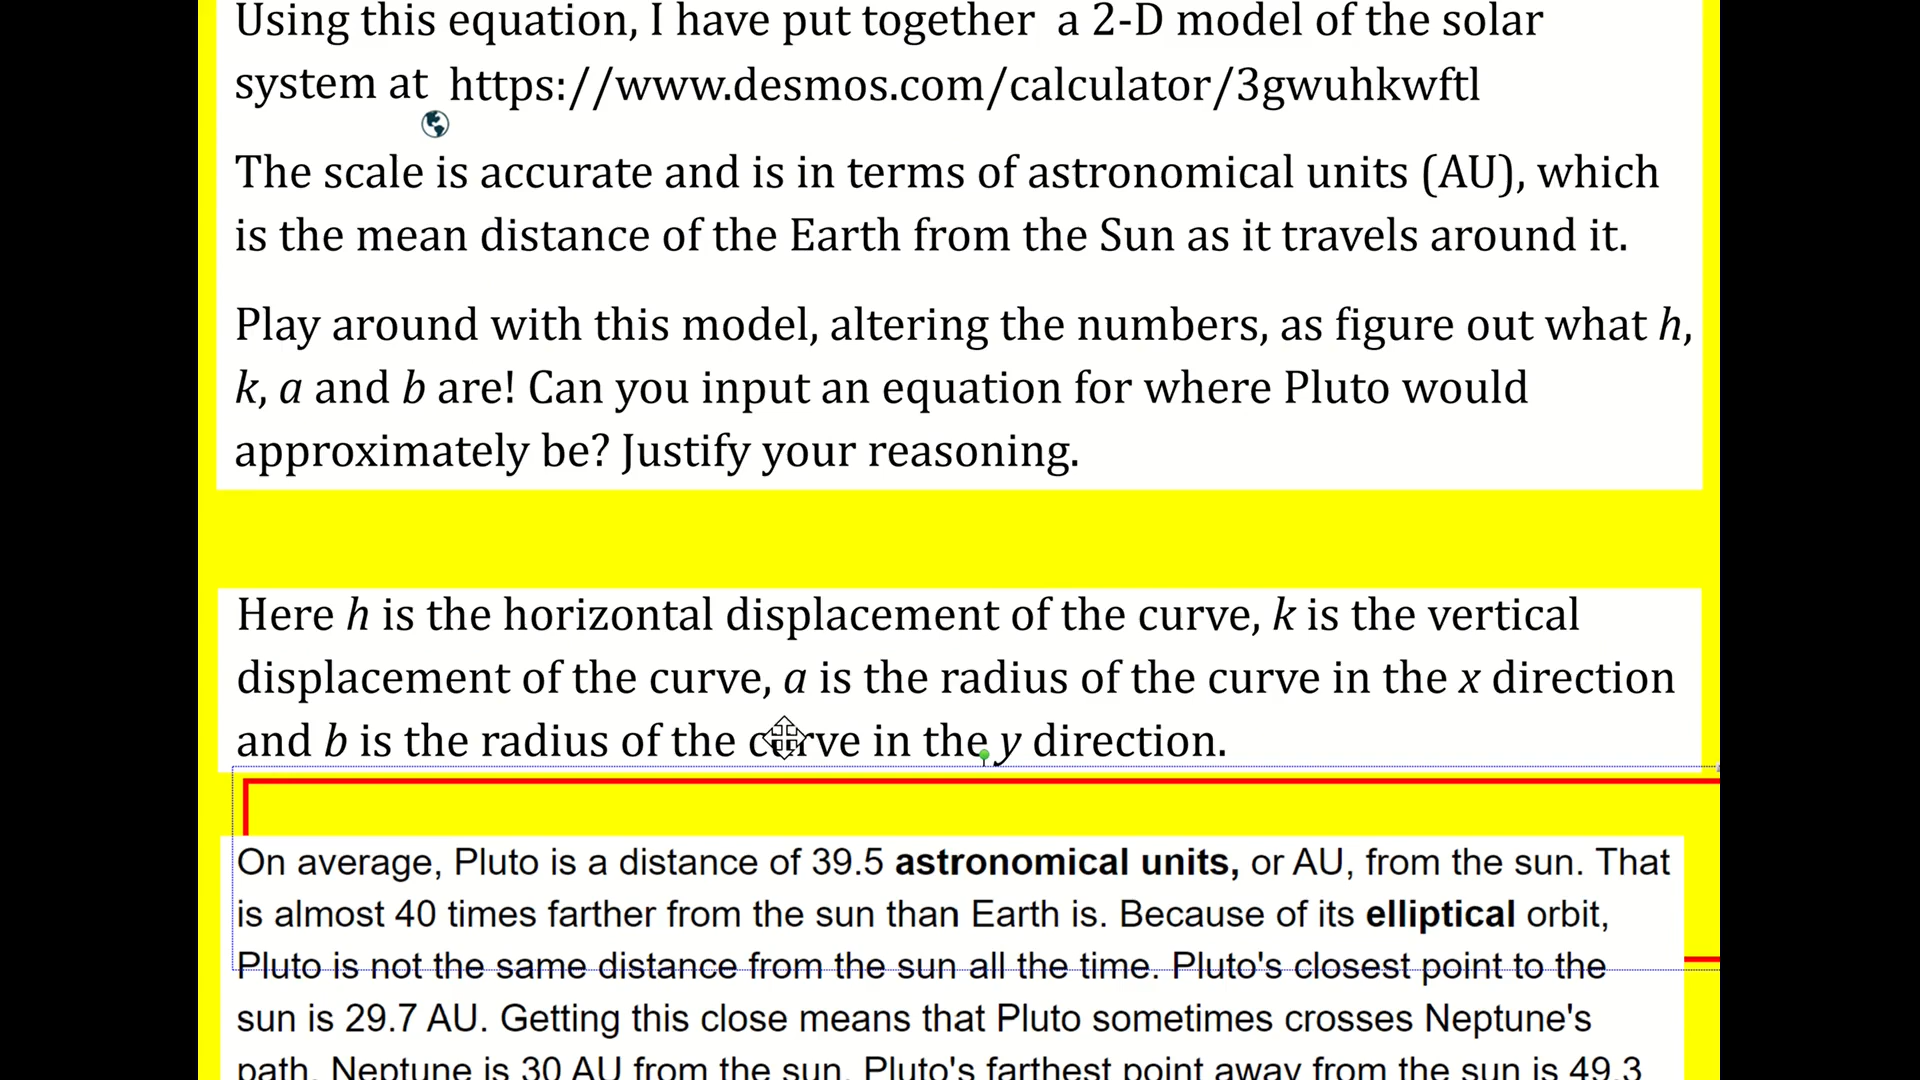 Using this equation, I have put together a 2-D model of the solar
system at https://www.desmos.com/calculator/3gwuhkwftl
The scale is accurate and is in terms of astronomical units (AU), which
is the mean distance of the Earth from the Sun as it travels around it.
Play around with this model, altering the numbers, as figure out what h,
k, a and b are! Can you input an equation for where Pluto would
approximately be? Justify your reasoning.
Here h is the horizontal displacement of the curve, k is the vertical
displacement of the curve, a is the radius of the curve in the x direction
and b is the radius of the curve in the y direction.
On average, Pluto is a distance of 39.5 astronomical units, or AU, from the sun. That
is almost 40 times farther from the sun than Earth is. Because of its elliptical orbit,
Pluto is not the same distance from the sun all the time. Pluto's closest point to the
sun is 29.7 AU. Getting this close means that Pluto sometimes crosses Neptune's
path. Neptune is 30 AU from the sun. Pluto's farthest point away from the sun is 49.3